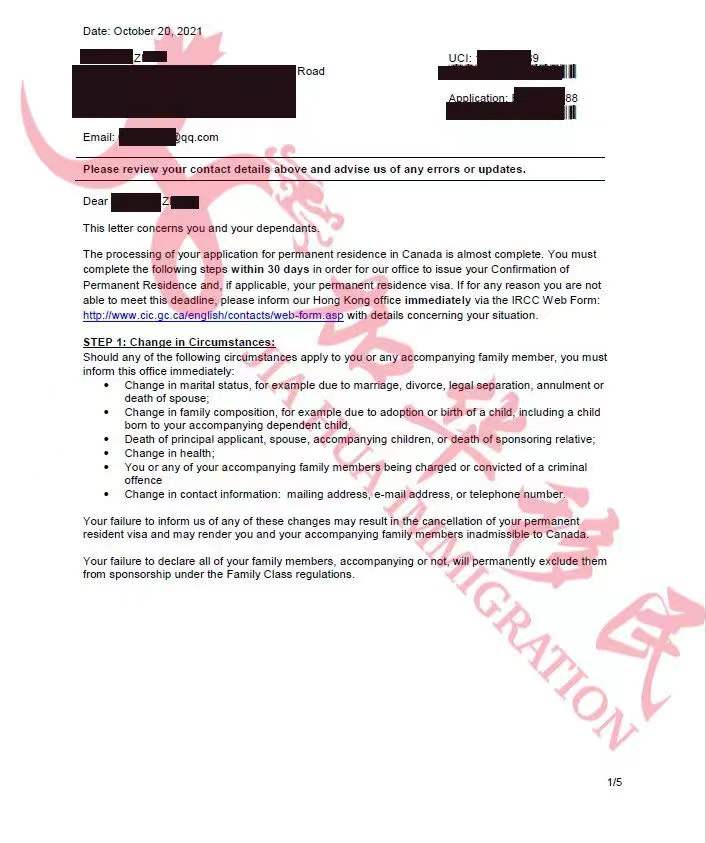 Date: October 20, 2021
Z
UCI: 9
Road
Application: 88
Email: @qq.com
Please review your contact details above and advise us of any errors or updates.
Dear Z
This letter concerns you and your dependants.
The processing of your application for permanent residence in Canada is almost complete. You must
complete the following steps within 30 days in order for our office to issue your Confirmation of
Permanent Residence and, if applicable, your permanent residence visa. If for any reason you are not
able to meet this deadline, please inform our Hong Kong office immediately via the IRCC Web Form:
http://www.cic.gc.ca/english/contacts/web-form.asp with details concerning your situation.
STEP 1: Change in Circumstances:
Should any of the following circumstances apply to you or any accompanying family member, you must
inform this office immediately:
• Change in marital status, for example due to marriage, divorce, legal separation, annulment or
death of spouse;
• Change in family composition, for example due to adoption or birth of a child, including a child
born to your accompanying dependent child,
• Death of principal applicant, spouse, accompanying children, or death of sponsoring relative;
• Change in health;
• You or any of your accompanying family members being charged or convicted of a criminal
offence
• Change in contact information: mailing address, e-mail address, or telephone number.
Your failure to inform us of any of these changes may result in the cancellation of your permanent
resident visa and may render you and your accompanying family members inadmissible to Canada.
Your failure to declare all of your family members, accompanying or not, will permanently exclude them
from sponsorship under the Family Class regulations.
加华移民
JIA HUA IMMIGRATION
1/5